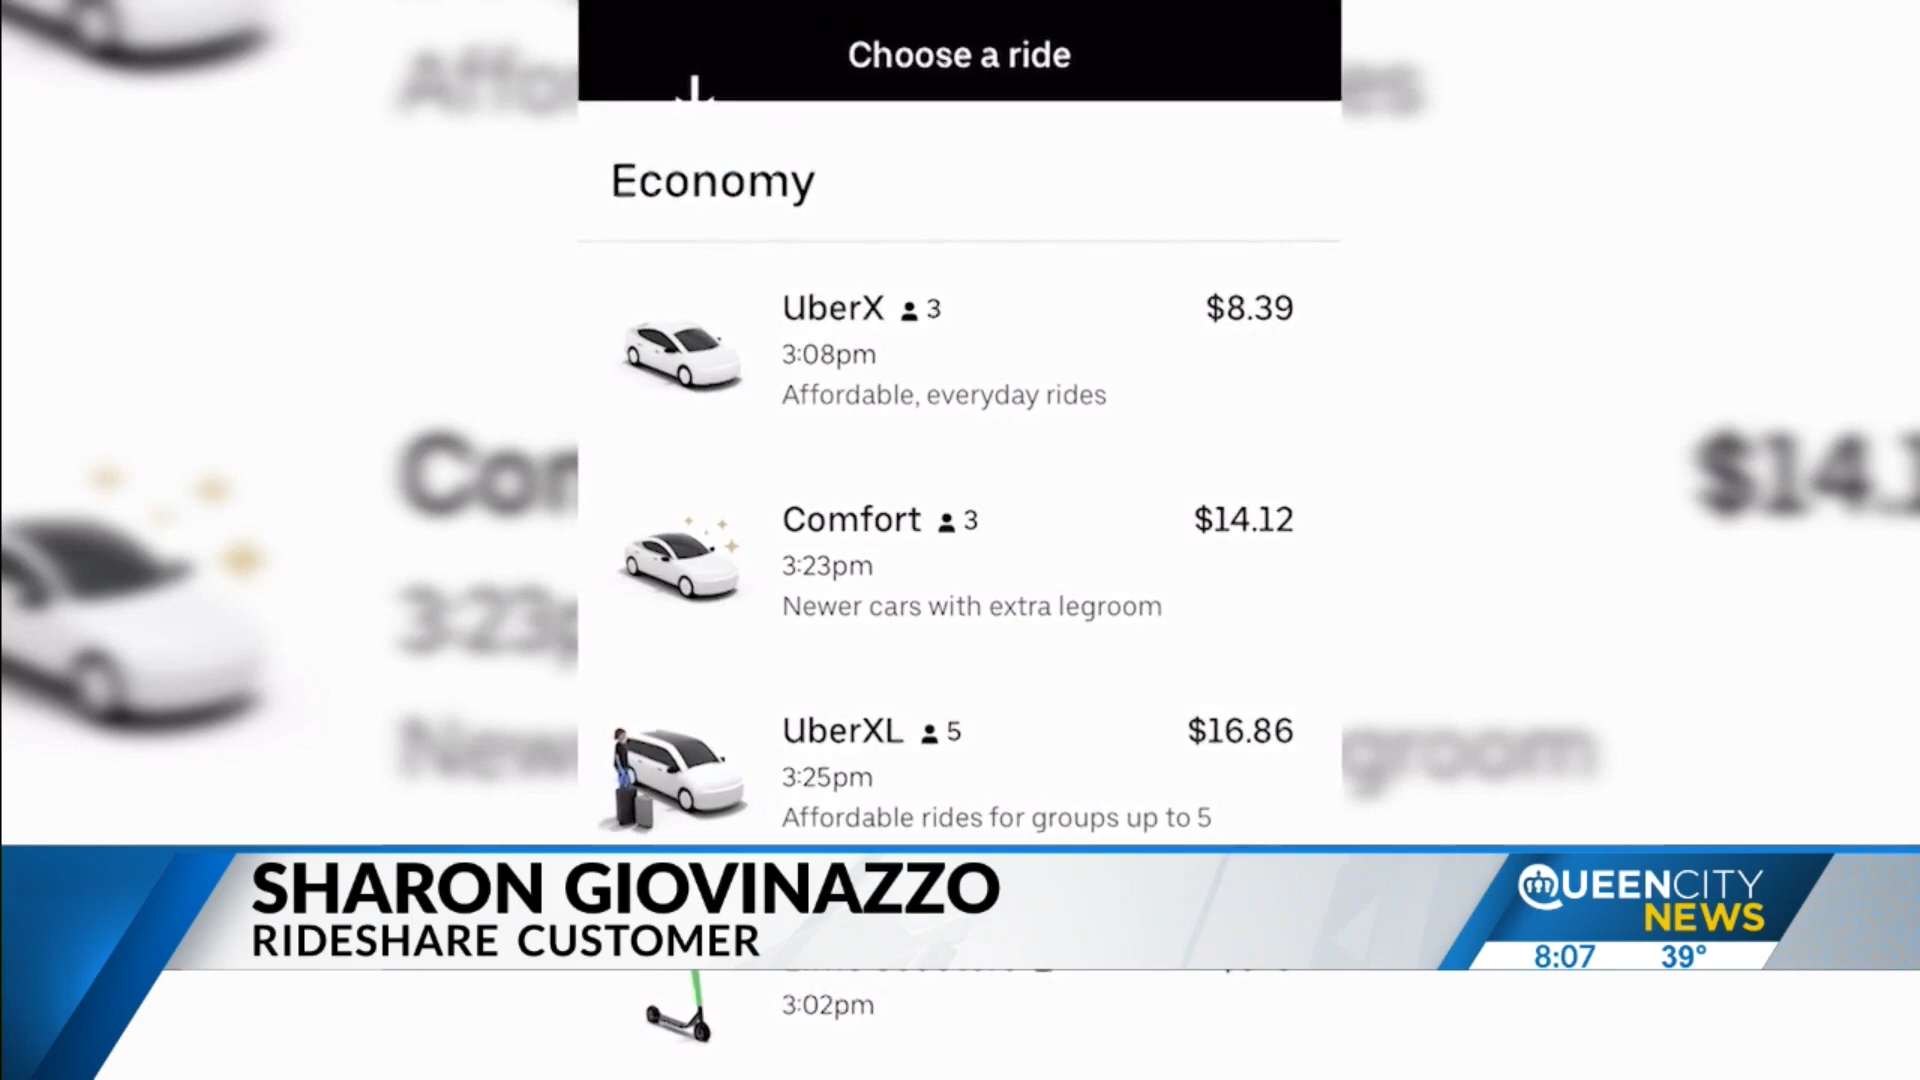 Choose a ride
Economy
UberX 3 $8.39
3:08pm
Affordable, everyday rides
Comfort 3 $14.12
3:23pm
Newer cars with extra legroom
UberXL 5 $16.86
3:25pm
Affordable rides for groups up to 5
SHARON GIOVINAZZO
RIDESHARE CUSTOMER
QUEENCITY
NEWS
8:07 39°
3:02pm